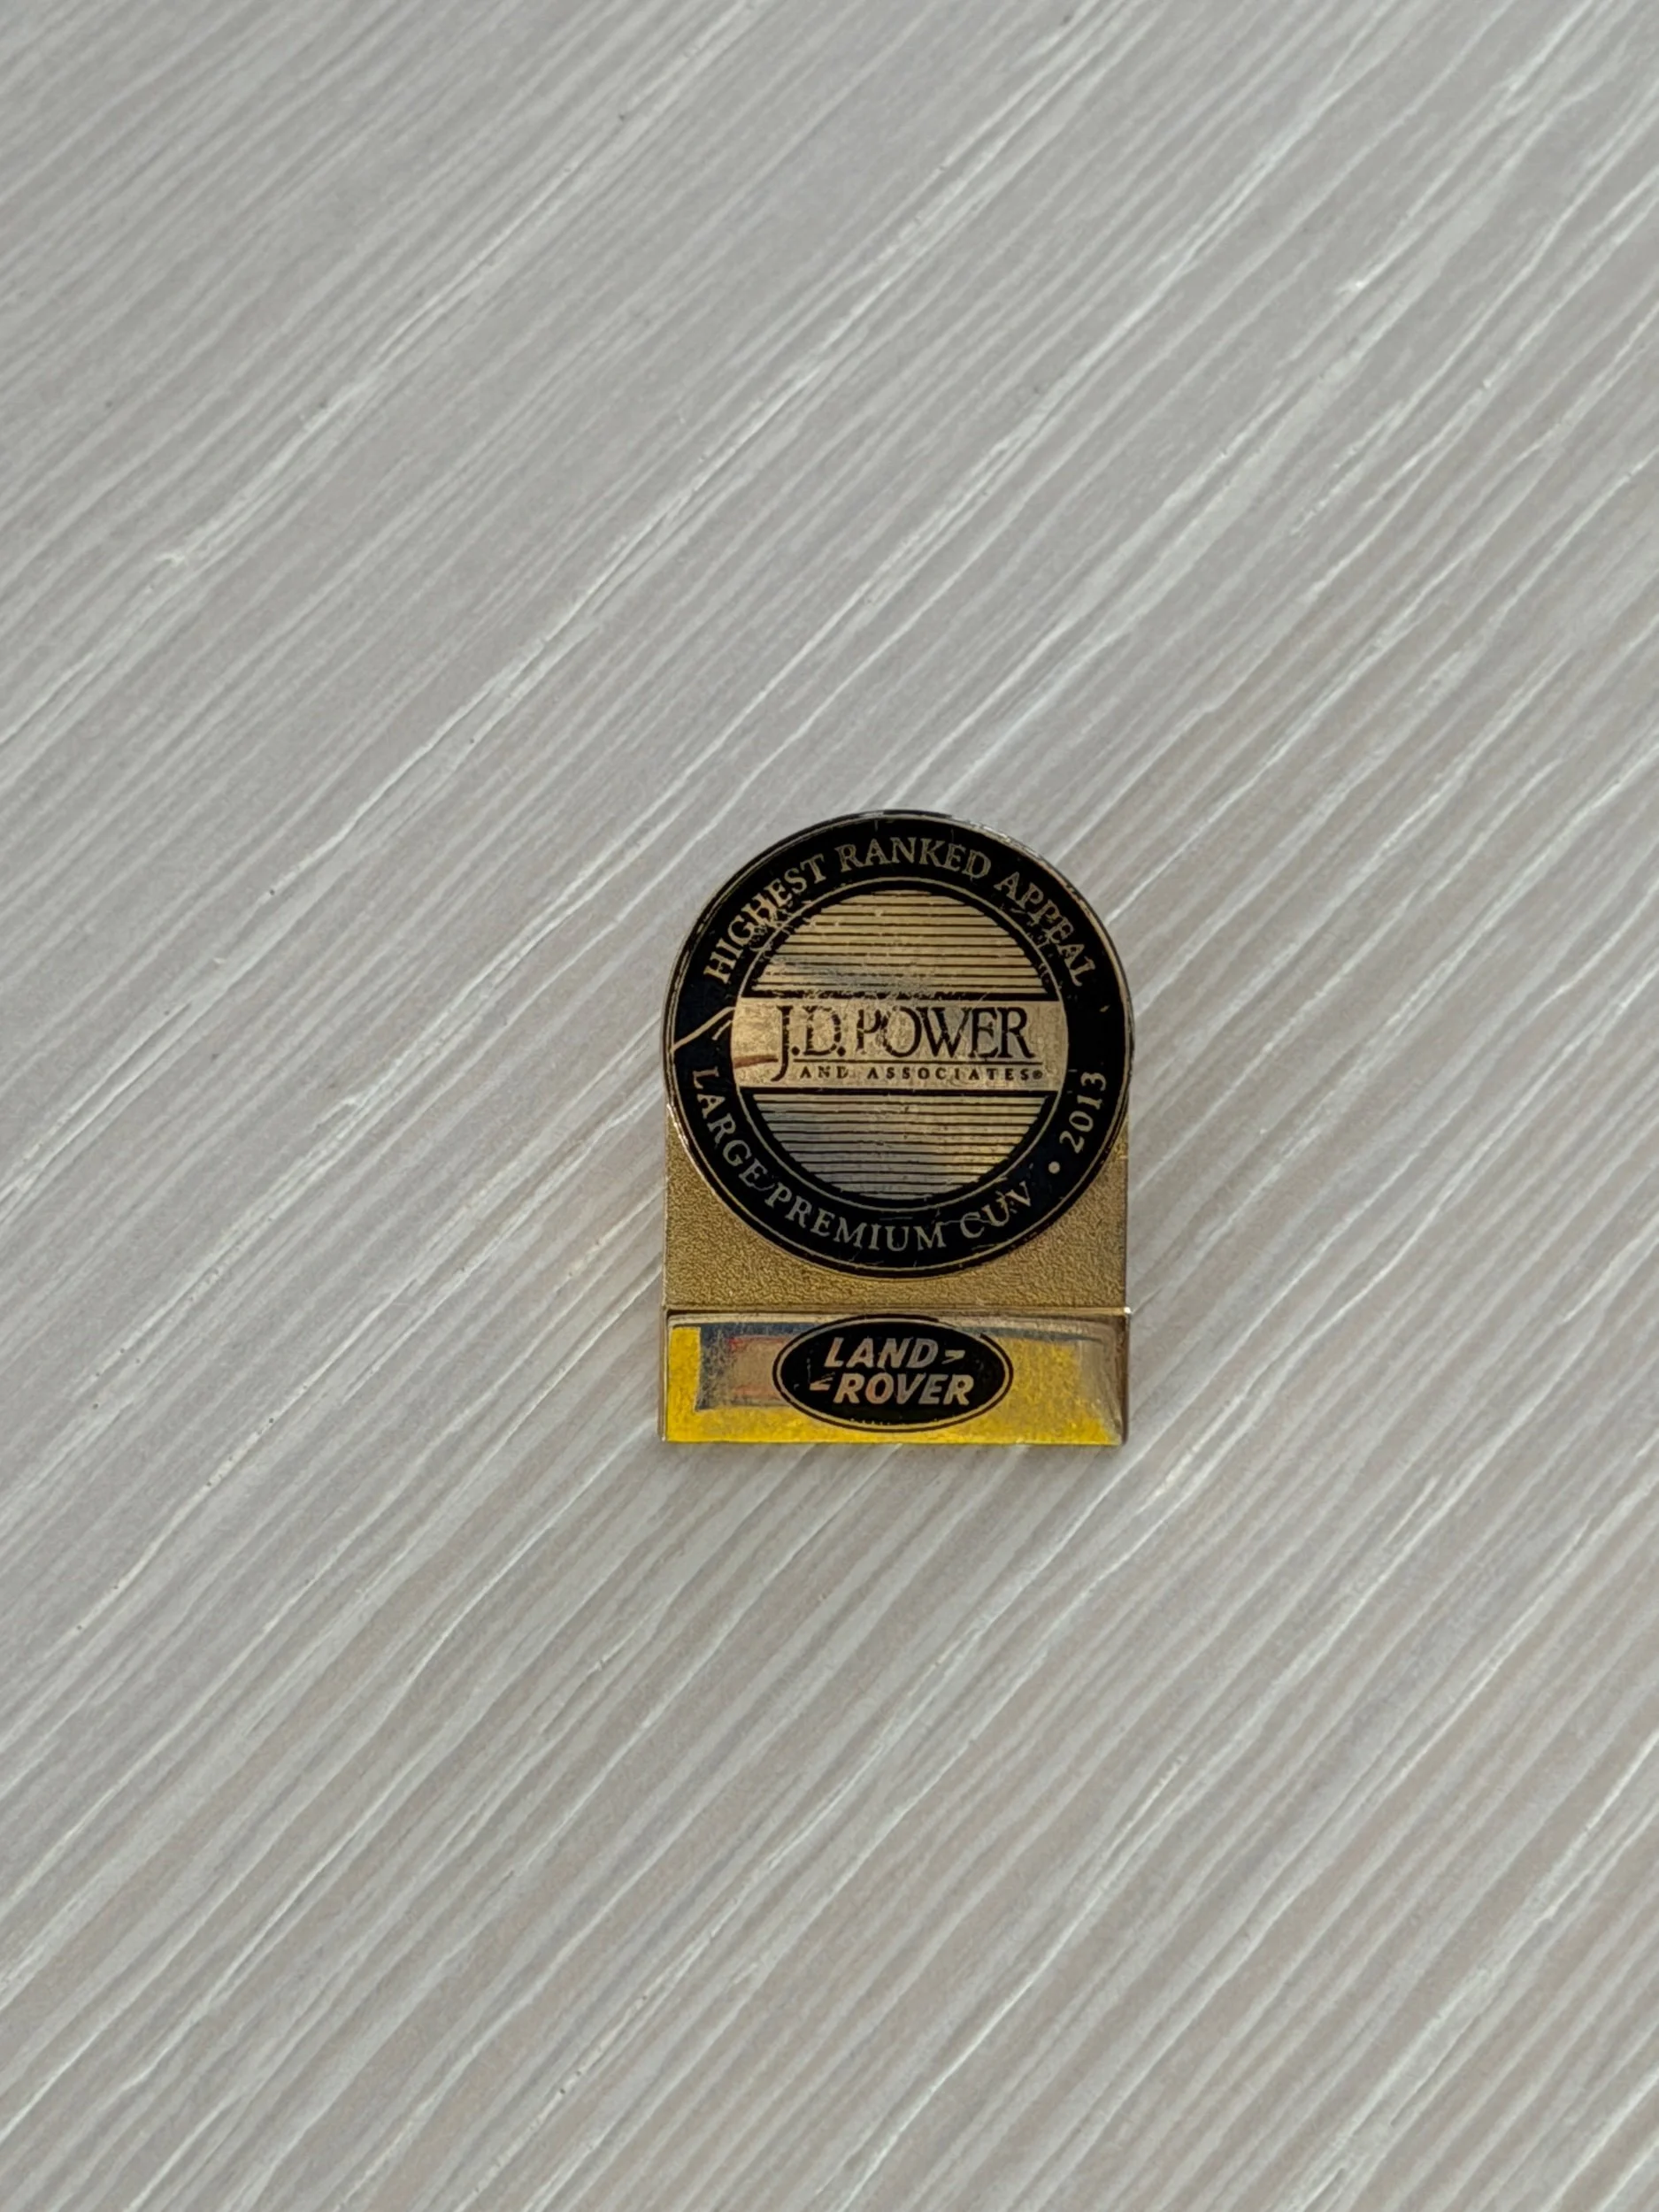 HIGHEST RANKED APPEAL
J.D. POWER
AND ASSOCIATES®
LARGE PREMIUM CUV • 2013
LAND
ROVER